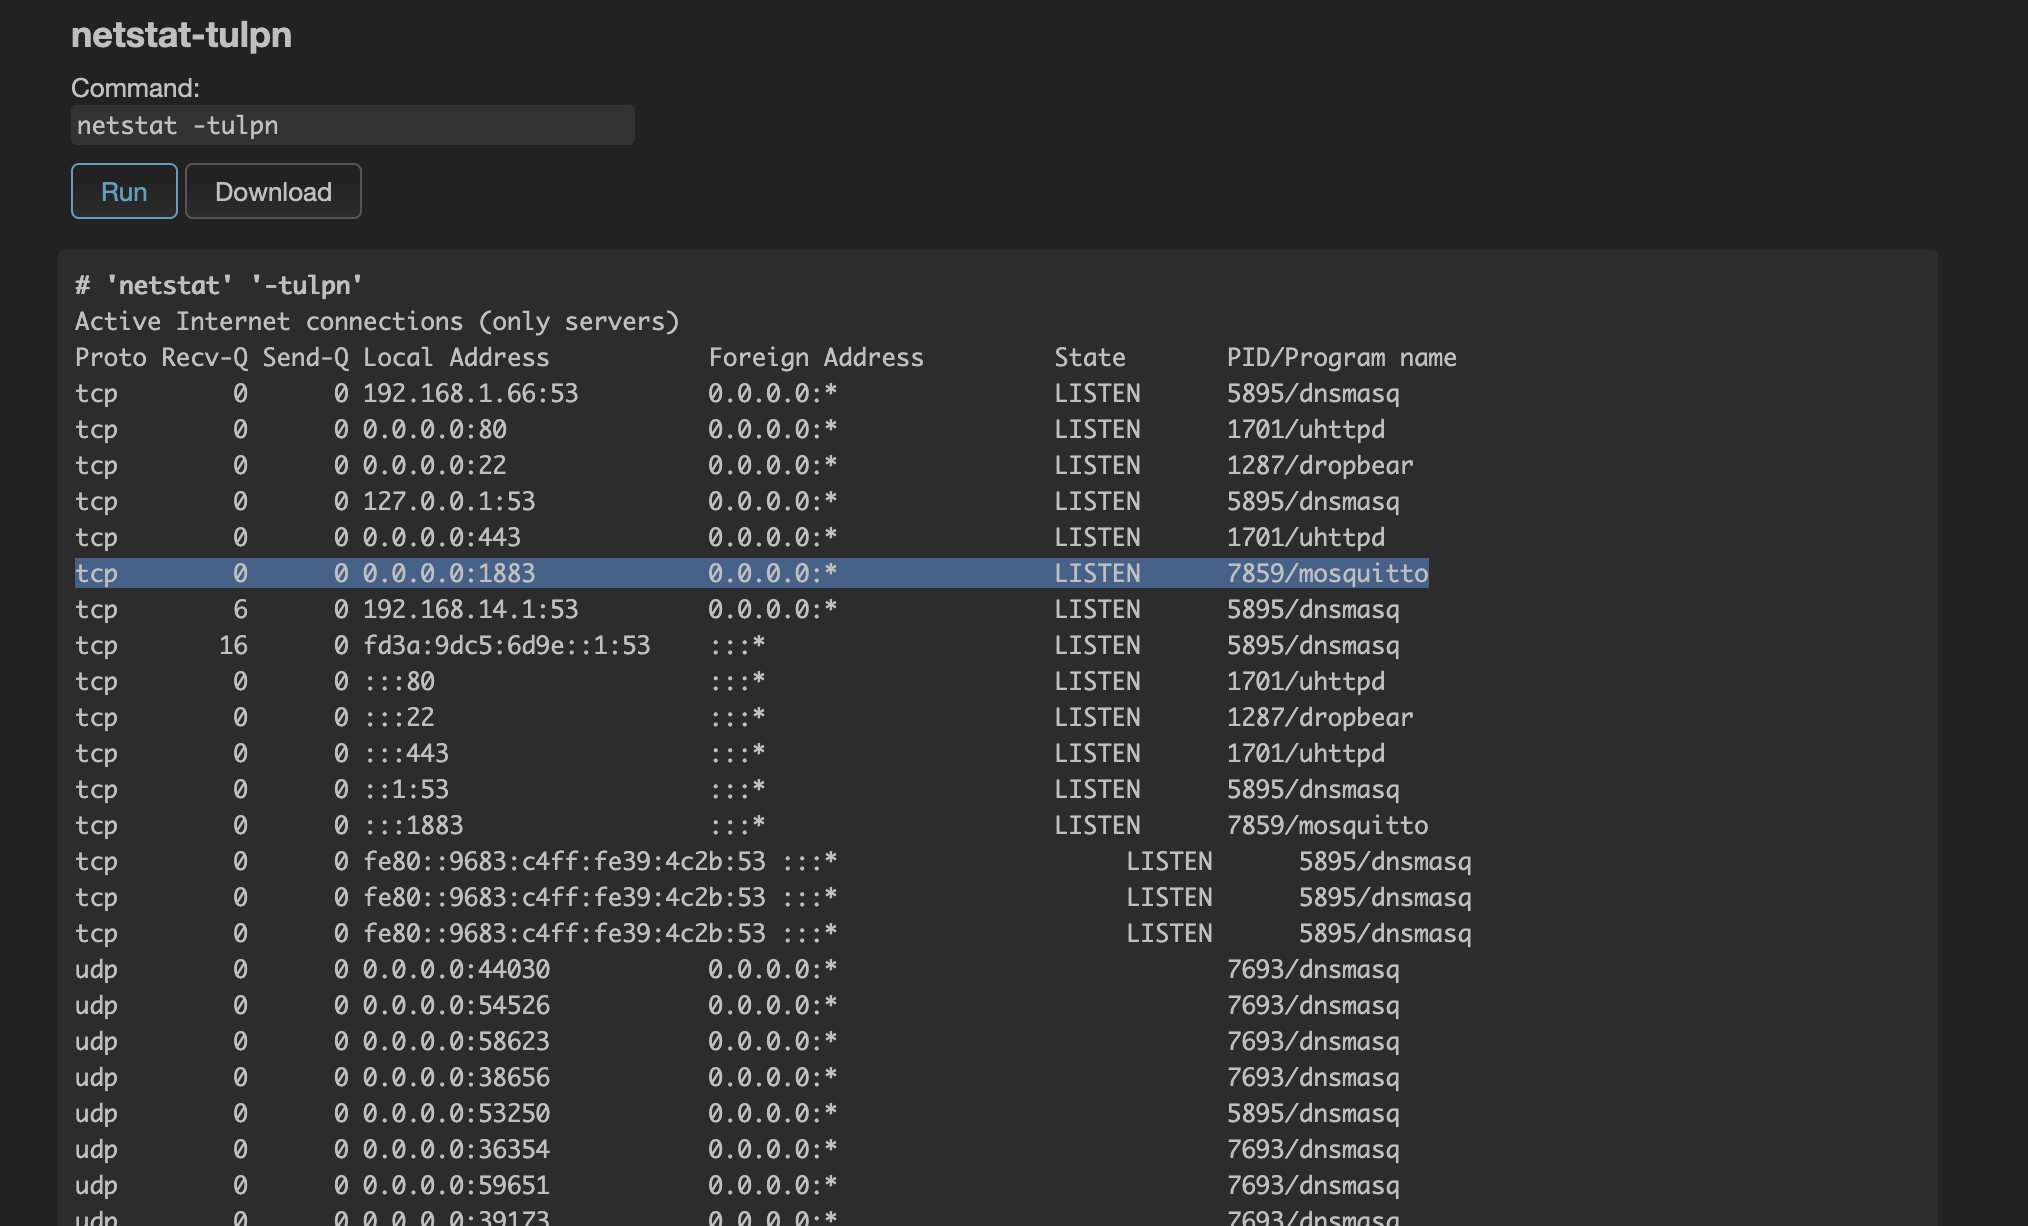 netstat-tulpn
Command:
netstat -tulpn
Run Download
# 'netstat' '-tulpn'
Active Internet connections (only servers)
Proto Recv-Q Send-Q Local Address           Foreign Address         State       PID/Program name
tcp        0      0 192.168.1.66:53         0.0.0.0:*               LISTEN      5895/dnsmasq
tcp        0      0 0.0.0.0:80              0.0.0.0:*               LISTEN      1701/uhttpd
tcp        0      0 0.0.0.0:22              0.0.0.0:*               LISTEN      1287/dropbear
tcp        0      0 127.0.0.1:53            0.0.0.0:*               LISTEN      5895/dnsmasq
tcp        0      0 0.0.0.0:443             0.0.0.0:*               LISTEN      1701/uhttpd
tcp        0      0 0.0.0.0:1883            0.0.0.0:*               LISTEN      7859/mosquitto
tcp        6      0 192.168.14.1:53         0.0.0.0:*               LISTEN      5895/dnsmasq
tcp       16      0 fd3a:9dc5:6d9e::1:53    :::*                    LISTEN      5895/dnsmasq
tcp        0      0 :::80                   :::*                    LISTEN      1701/uhttpd
tcp        0      0 :::22                   :::*                    LISTEN      1287/dropbear
tcp        0      0 :::443                  :::*                    LISTEN      1701/uhttpd
tcp        0      0 ::1:53                  :::*                    LISTEN      5895/dnsmasq
tcp        0      0 :::1883                 :::*                    LISTEN      7859/mosquitto
tcp        0      0 fe80::9683:c4ff:fe39:4c2b:53 :::*                    LISTEN      5895/dnsmasq
tcp        0      0 fe80::9683:c4ff:fe39:4c2b:53 :::*                    LISTEN      5895/dnsmasq
tcp        0      0 fe80::9683:c4ff:fe39:4c2b:53 :::*                    LISTEN      5895/dnsmasq
udp        0      0 0.0.0.0:44030           0.0.0.0:*                           7693/dnsmasq
udp        0      0 0.0.0.0:54526           0.0.0.0:*                           7693/dnsmasq
udp        0      0 0.0.0.0:58623           0.0.0.0:*                           7693/dnsmasq
udp        0      0 0.0.0.0:38656           0.0.0.0:*                           7693/dnsmasq
udp        0      0 0.0.0.0:53250           0.0.0.0:*                           5895/dnsmasq
udp        0      0 0.0.0.0:36354           0.0.0.0:*                           7693/dnsmasq
udp        0      0 0.0.0.0:59651           0.0.0.0:*                           7693/dnsmasq
udp        0      0 0.0.0.0:39173           0.0.0.0:*                           7693/dnsmasq